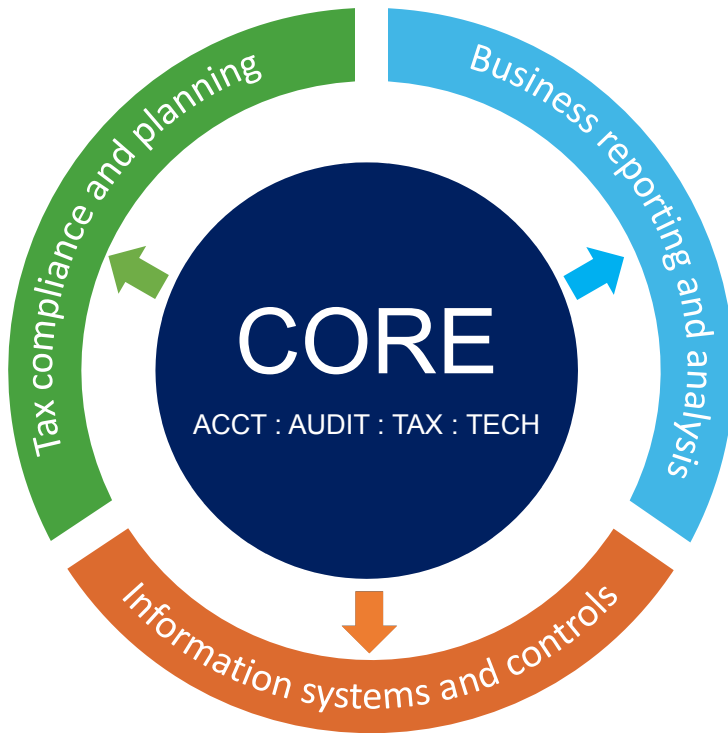 Tax compliance and planning
Business reporting and analysis
CORE
ACCT : AUDIT : TAX : TECH
Information systems and controls